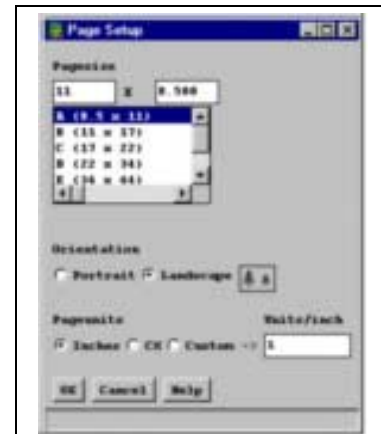 Page Setup
Pagesize
11 X 8.500
A (8.5 x 11)
B (11 x 17)
C (17 x 22)
D (22 x 34)
E (34 x 44)
Orientation
Portrait Landscape A A
Pageunits Units/inch
Inches CM Custom -> 1
OK Cancel Help